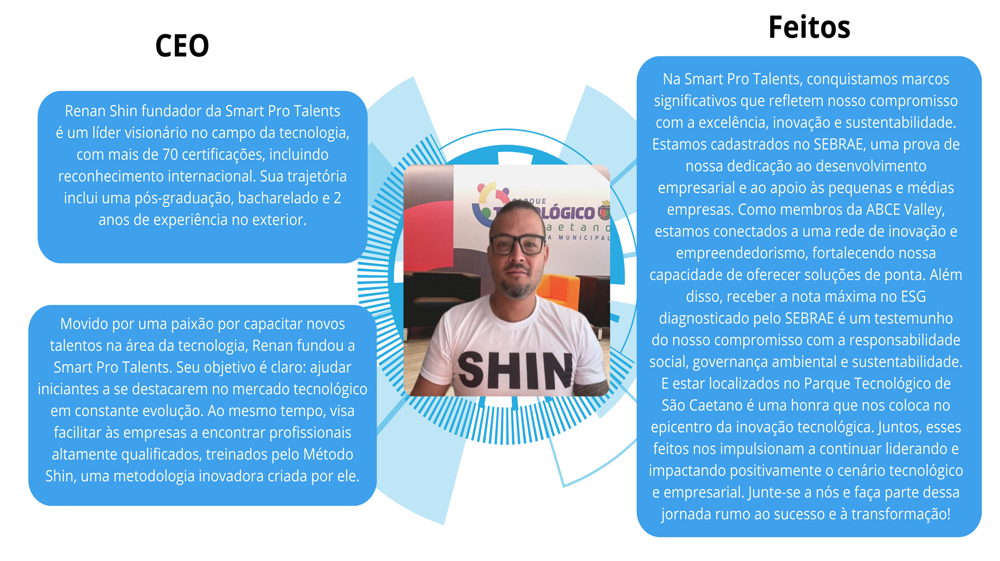 CEO
Renan Shin fundador da Smart Pro Talents
é um líder visionário no campo da tecnologia,
com mais de 70 certificações, incluindo
reconhecimento internacional. Sua trajetória
inclui uma pós-graduação, bacharelado e 2
anos de experiência no exterior.
Movido por uma paixão por capacitar novos
talentos na área da tecnologia, Renan fundou a
Smart Pro Talents. Seu objetivo é claro: ajudar
iniciantes a se destacarem no mercado tecnológico
em constante evolução. Ao mesmo tempo, visa
facilitar às empresas a encontrar profissionais
altamente qualificados, treinados pelo Método
Shin, uma metodologia inovadora criada por ele.
SHIN
Feitos
Na Smart Pro Talents, conquistamos marcos
significativos que refletem nosso compromisso
com a excelência, inovação e sustentabilidade.
Estamos cadastrados no SEBRAE, uma prova de
nossa dedicação ao desenvolvimento
empresarial e ao apoio às pequenas e médias
empresas. Como membros da ABCE Valley,
estamos conectados a uma rede de inovação e
empreendedorismo, fortalecendo nossa
capacidade de oferecer soluções de ponta. Além
disso, receber a nota máxima no ESG
diagnosticado pelo SEBRAE é um testemunho
do nosso compromisso com a responsabilidade
social, governança ambiental e sustentabilidade.
E estar localizados no Parque Tecnológico de
São Caetano é uma honra que nos coloca no
epicentro da inovação tecnológica. Juntos, esses
feitos nos impulsionam a continuar liderando e
impactando positivamente o cenário tecnológico
e empresarial. Junte-se a nós e faça parte dessa
jornada rumo ao sucesso e à transformação!